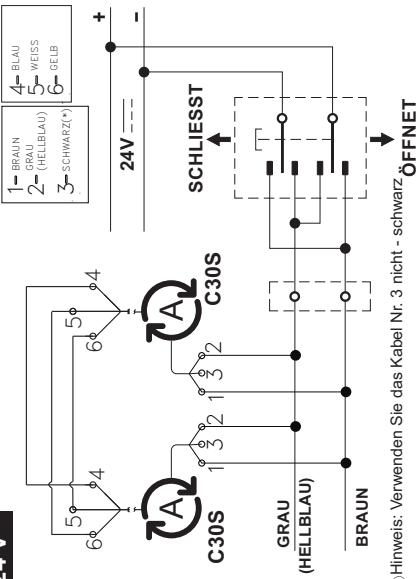 24 V
1 BRAUN
2 GRAU
(HELLBLAU)
3 SCHWARZ(*)
4 BLAU
5 WEISS
6 GELB
6 5 4
6 5 4
A
C30S
A
C30S
1 3 2
1 3 2
24V
+
−
GRAU
(HELLBLAU)
BRAUN
SCHLIESST
ÖFFNET
)Hinweis: Verwenden Sie das Kabel Nr. 3 nicht - schwarz